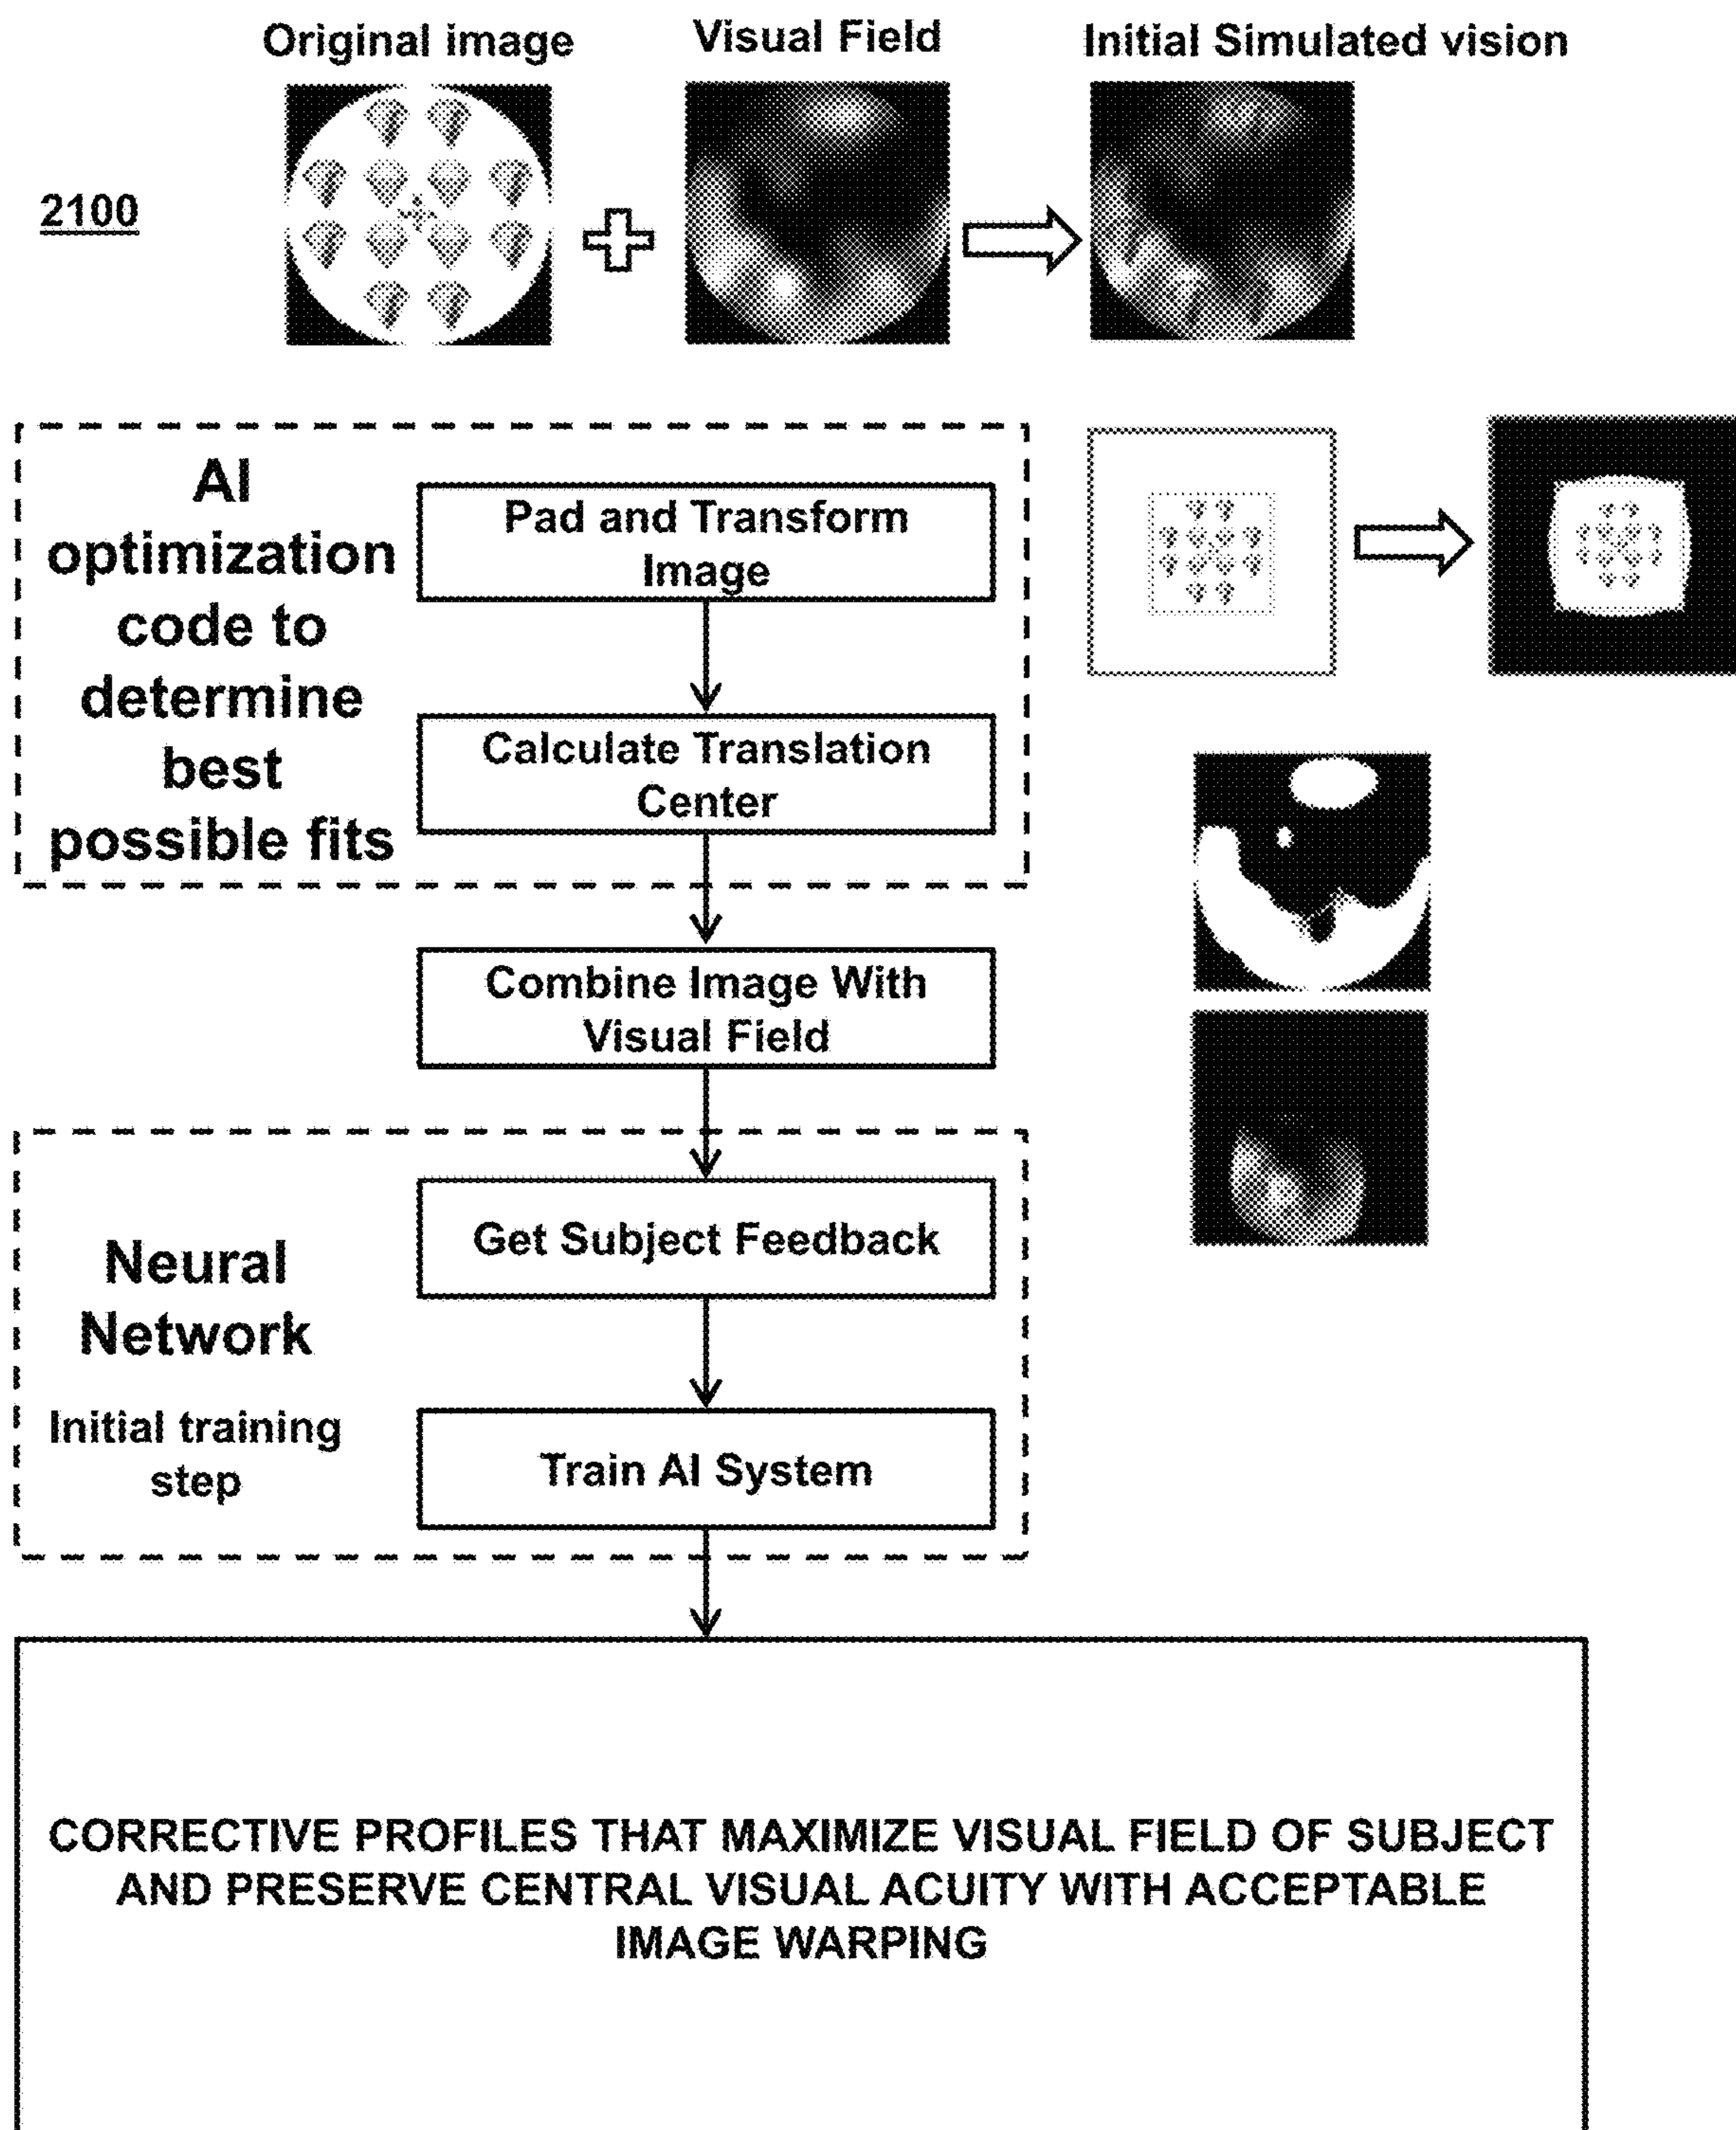 Original image
Visual Field
Initial Simulated vision
2100
AI
optimization
code to
determine
best
possible fits
Pad and Transform
Image
Calculate Translation
Center
Combine Image With
Visual Field
Neural
Network
Initial training
step
Get Subject Feedback
Train AI System
CORRECTIVE PROFILES THAT MAXIMIZE VISUAL FIELD OF SUBJECT
AND PRESERVE CENTRAL VISUAL ACUITY WITH ACCEPTABLE
IMAGE WARPING